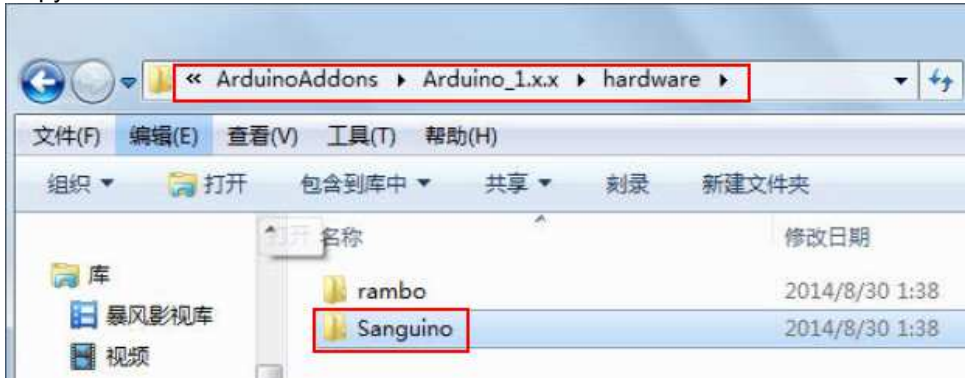 « ArduinoAddons ▸ Arduino_1.x.x ▸ hardware ▸
文件(F) 编辑(E) 查看(V) 工具(T) 帮助(H)
组织 打开 包含到库中 共享 刻录 新建文件夹
打开 名称 修改日期
库
rambo 2014/8/30 1:38
暴风影视库
Sanguino 2014/8/30 1:38
视频